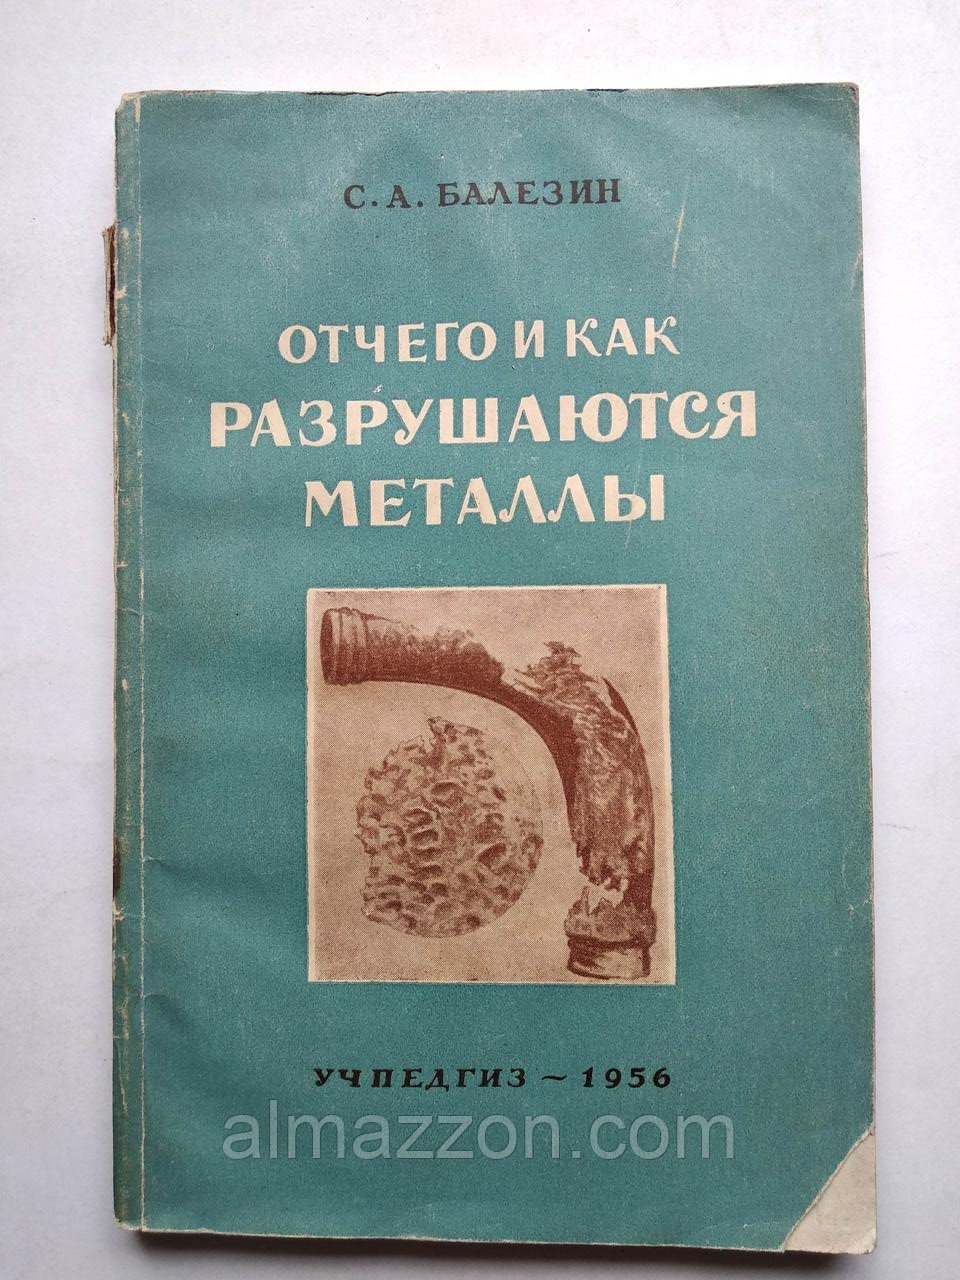 С. А. БАЛЕЗИН
ОТЧЕГО И КАК
РАЗРУШАЮТСЯ
МЕТАЛЛЫ
УЧПЕДГИЗ ~ 1956
almazzon.com